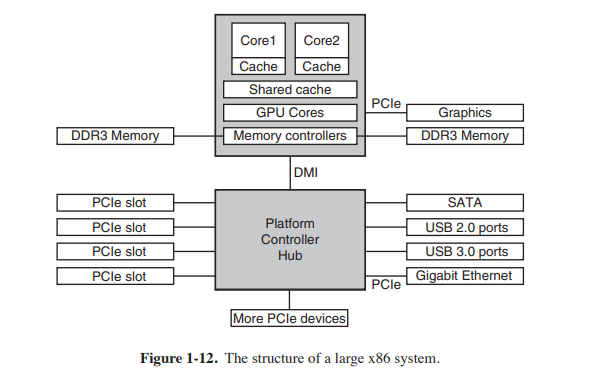 Core1 Core2
Cache Cache
Shared cache
GPU Cores
PCIe
Graphics
DDR3 Memory
Memory controllers
DDR3 Memory
DMI
PCIe slot
PCIe slot
PCIe slot
PCIe slot
Platform
Controller
Hub
SATA
USB 2.0 ports
USB 3.0 ports
Gigabit Ethernet
PCIe
More PCIe devices
Figure 1-12. The structure of a large x86 system.